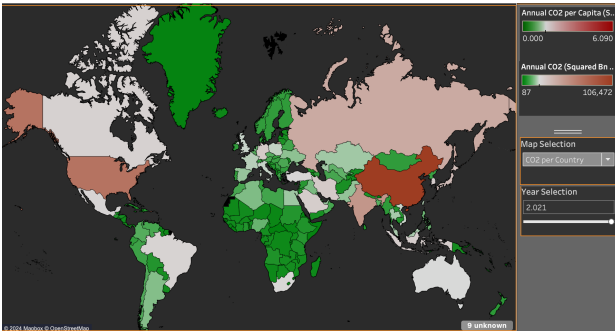 Annual CO2 per Capita (S..
0.000 6.090
Annual CO2 (Squared Bn ..
87 106,472
Map Selection
CO2 per Country
Year Selection
2.021
© 2024 Mapbox © OpenStreetMap
9 unknown